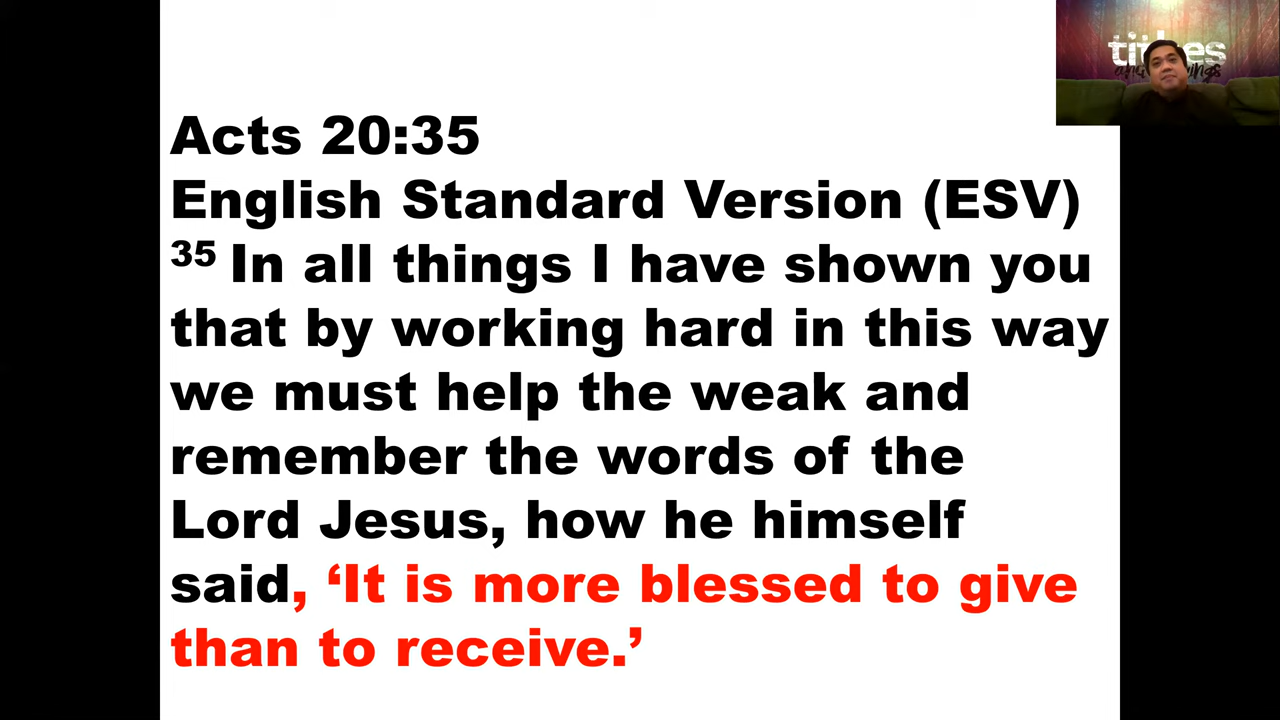 Acts 20:35
English Standard Version (ESV)
35 In all things I have shown you
that by working hard in this way
we must help the weak and
remember the words of the
Lord Jesus, how he himself
said, ‘It is more blessed to give
than to receive.’